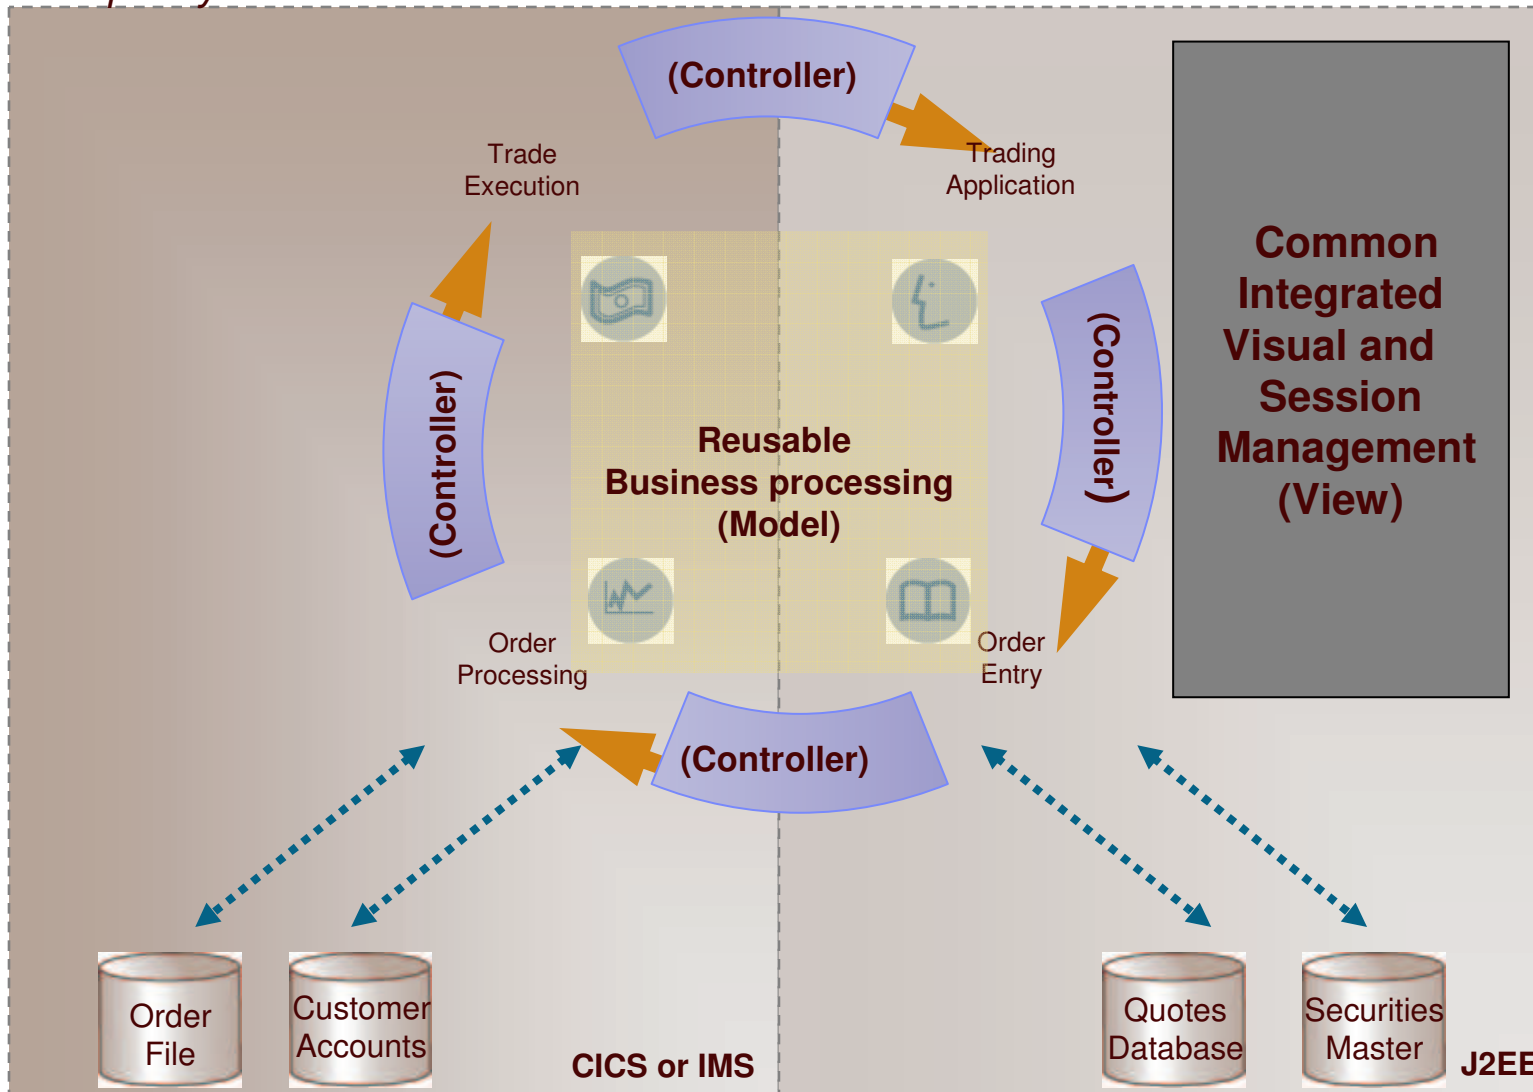 (Controller)
Trade
Execution
Trading
Application
Common
Integrated
Visual and
Session
Management
(View)
(Controller)
(Controller)
Reusable
Business processing
(Model)
Order
Processing
Order
Entry
(Controller)
Order
File
Customer
Accounts
CICS or IMS
Quotes
Database
Securities
Master
J2EE